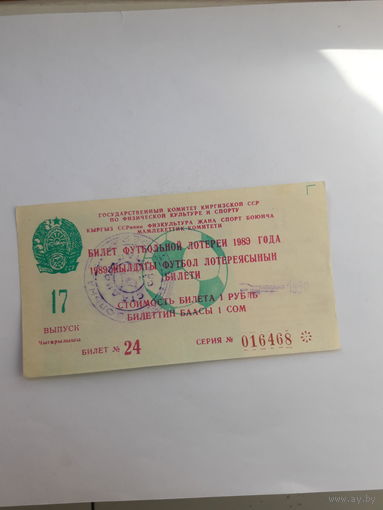 ГОСУДАРСТВЕННЫЙ КОМИТЕТ КИРГИЗСКОЙ ССР
ПО ФИЗИЧЕСКОЙ КУЛЬТУРЕ И СПОРТУ
КЫРГЫЗ ССРнин ФИЗКУЛЬТУРА ЖАНА СПОРТ БОЮНЧА
МАМЛЕКЕТТИК КОМИТЕТИ
БИЛЕТ ФУТБОЛЬНОЙ ЛОТЕРЕИ 1989 ГОДА
1989 ЖЫЛДАГЫ ФУТБОЛ ЛОТЕРЕЯСЫНЫН
БИЛЕТИ
17
СТОИМОСТЬ БИЛЕТА 1 РУБЛЬ
БИЛЕТТИН БААСЫ 1 СОМ
ВЫПУСК
Чыгарылышы
БИЛЕТ № 24
СЕРИЯ № 016468
av.by